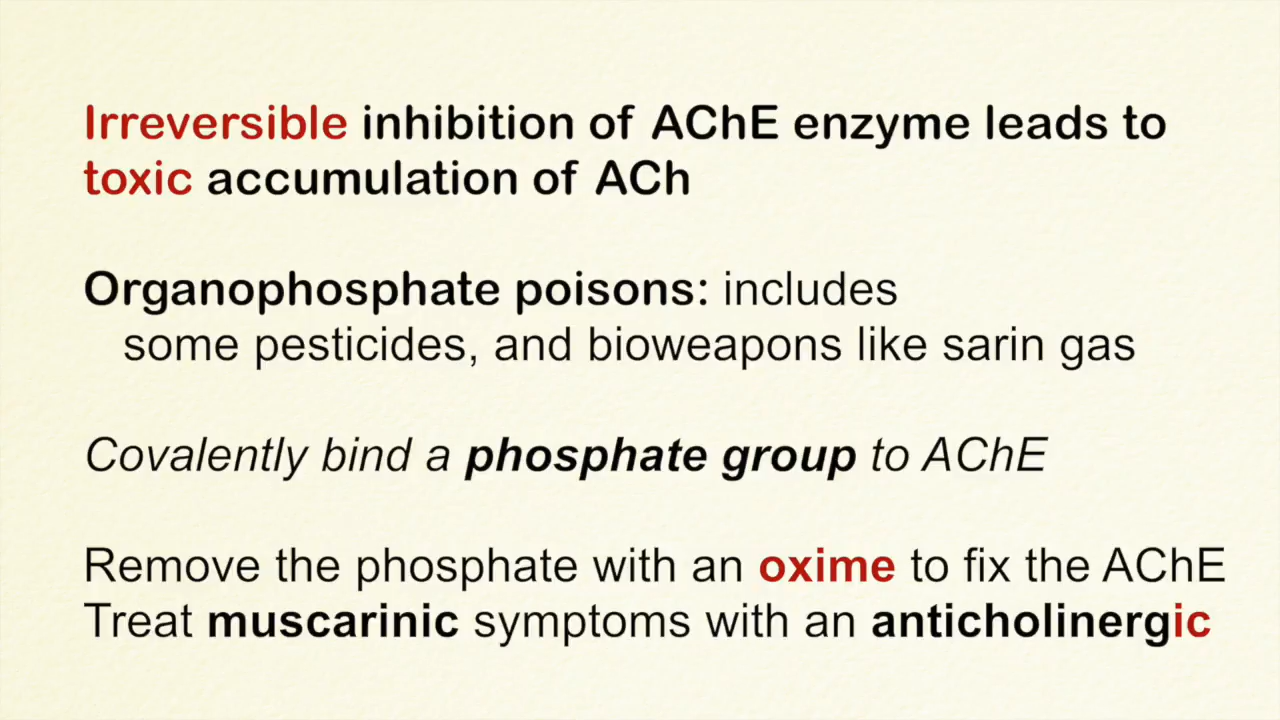 Irreversible inhibition of AChE enzyme leads to
toxic accumulation of ACh
Organophosphate poisons: includes
some pesticides, and bioweapons like sarin gas
Covalently bind a phosphate group to AChE
Remove the phosphate with an oxime to fix the AChE
Treat muscarinic symptoms with an anticholinergic